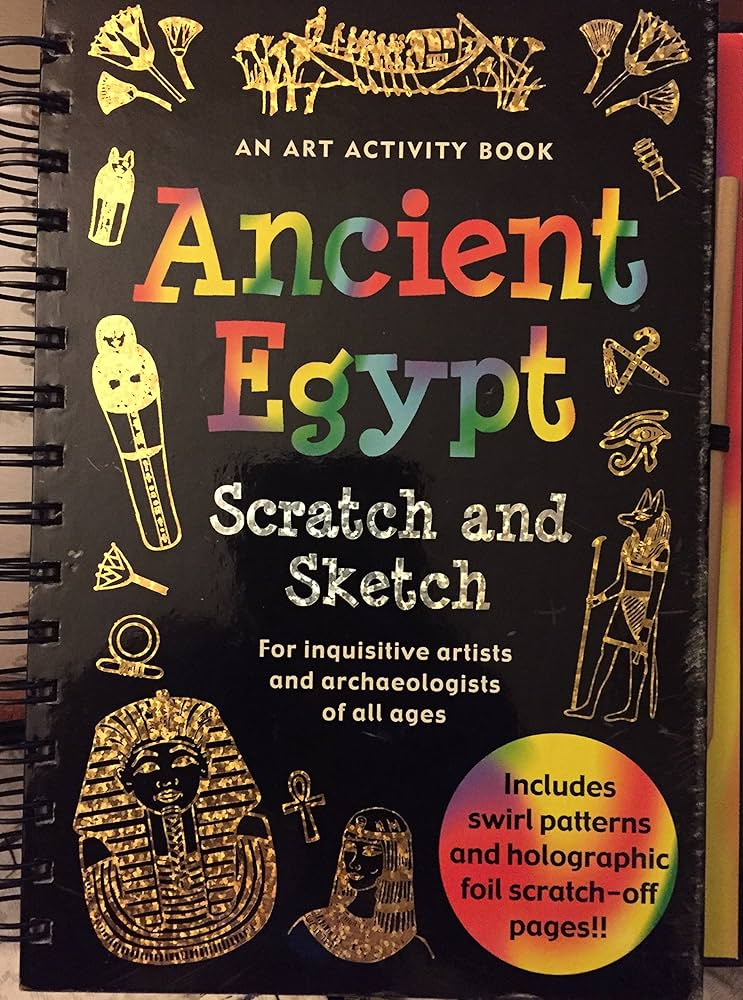 AN ART ACTIVITY BOOK
Ancient
Egypt
Scratch and
Sketch
For inquisitive artists
and archaeologists
of all ages
Includes
swirl patterns
and holographic
foil scratch-off
pages!!